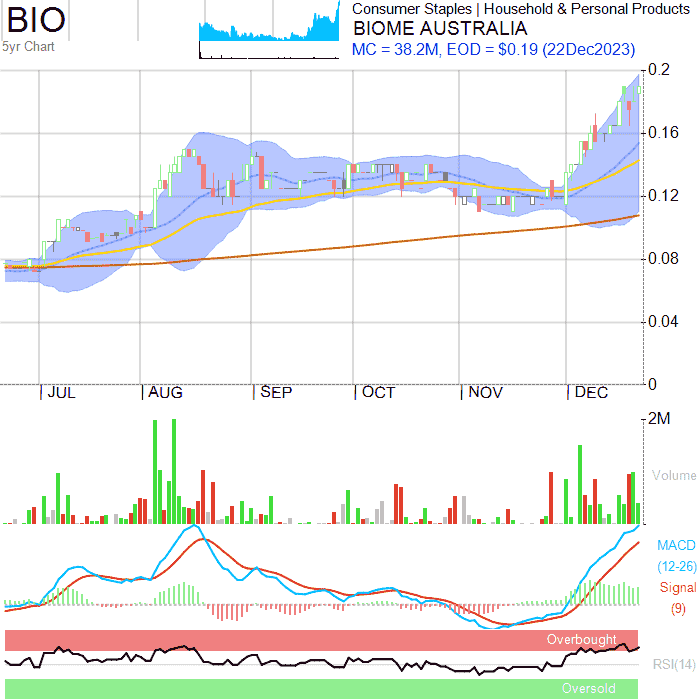 BIO
5yr Chart
Consumer Staples | Household & Personal Products
BIOME AUSTRALIA
MC = 38.2M, EOD = $0.19 (22Dec2023)
0.2
0.16
0.12
0.08
0.04
0
JUL AUG SEP OCT NOV DEC
2M
Volume
MACD
(12-26)
Signal
(9)
Overbought
RSI(14)
Oversold